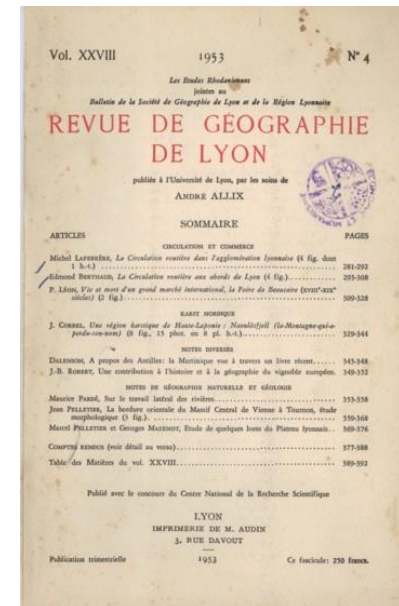 Vol. XXVIII 1953 N° 4
Les Etudes Rhodaniennes
jointes au
Bulletin de la Société de Géographie de Lyon et de la Région Lyonnaise
REVUE DE GÉOGRAPHIE
DE LYON
publiée à l'Université de Lyon, par les soins de
ANDRÉ ALLIX
SOMMAIRE
ARTICLES PAGES
CIRCULATION ET COMMERCE
Michel LAFERRÈRE, La Circulation routière dans l'agglomération lyonnaise (4 fig. dont
1 h.-t.) 281-292
Edmond BERTHAUD, La Circulation routière aux abords de Lyon (4 fig.) 295-308
P. LÉON, Vie et mort d'un grand marché international, la Foire de Beaucaire (XVIIIe-XIXe
siècles) (2 fig.) 309-328
KARST NORDIQUE
J. CORBEL, Une région karstique de Haute-Laponie : Navnlösfjell (la-Montagne-qui-a-
perdu-son-nom) (8 fig., 15 phot. en 8 pl. h.-t.) 329-344
NOTES DIVERSES
DALENSON, A propos des Antilles: la Martinique vue à travers un livre récent 345-348
J.-B. ROBERT, Une contribution à l'histoire et à la géographie du vignoble européen. 349-352
NOTES DE GÉOGRAPHIE NATURELLE ET GÉOLOGIE
Maurice PARDÉ, Sur le travail latéral des rivières 353-358
Jean PELLETIER, La bordure orientale du Massif Central de Vienne à Tournon, étude
morphologique (3 fig.) 359-368
Marcel PELLETIER et Georges MAZENOT, Etude de quelques loess du Plateau lyonnais 369-376
COMPTES RENDUS (voir détail au verso) 377-388
Table des Matières du vol. XXVIII 389-392
Publié avec le concours du Centre National de la Recherche Scientifique
LYON
IMPRIMERIE DE M. AUDIN
3, RUE DAVOUT
Publication trimestrielle 1953 Ce fascicule: 250 francs.